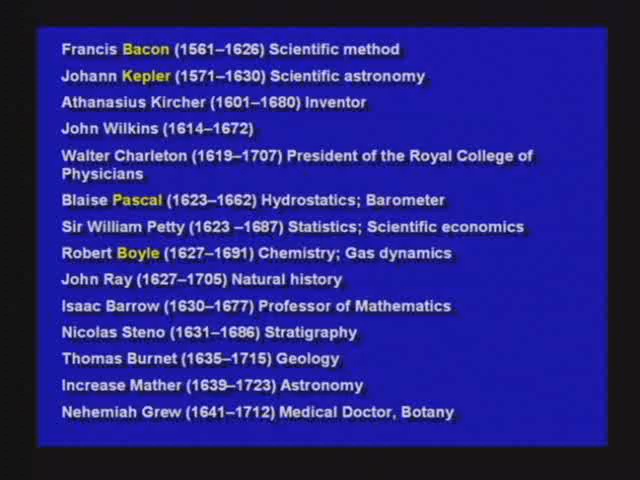 Francis Bacon (1561–1626) Scientific method
Johann Kepler (1571–1630) Scientific astronomy
Athanasius Kircher (1601–1680) Inventor
John Wilkins (1614–1672)
Walter Charleton (1619–1707) President of the Royal College of
Physicians
Blaise Pascal (1623–1662) Hydrostatics; Barometer
Sir William Petty (1623 –1687) Statistics; Scientific economics
Robert Boyle (1627–1691) Chemistry; Gas dynamics
John Ray (1627–1705) Natural history
Isaac Barrow (1630–1677) Professor of Mathematics
Nicolas Steno (1631–1686) Stratigraphy
Thomas Burnet (1635–1715) Geology
Increase Mather (1639–1723) Astronomy
Nehemiah Grew (1641–1712) Medical Doctor, Botany